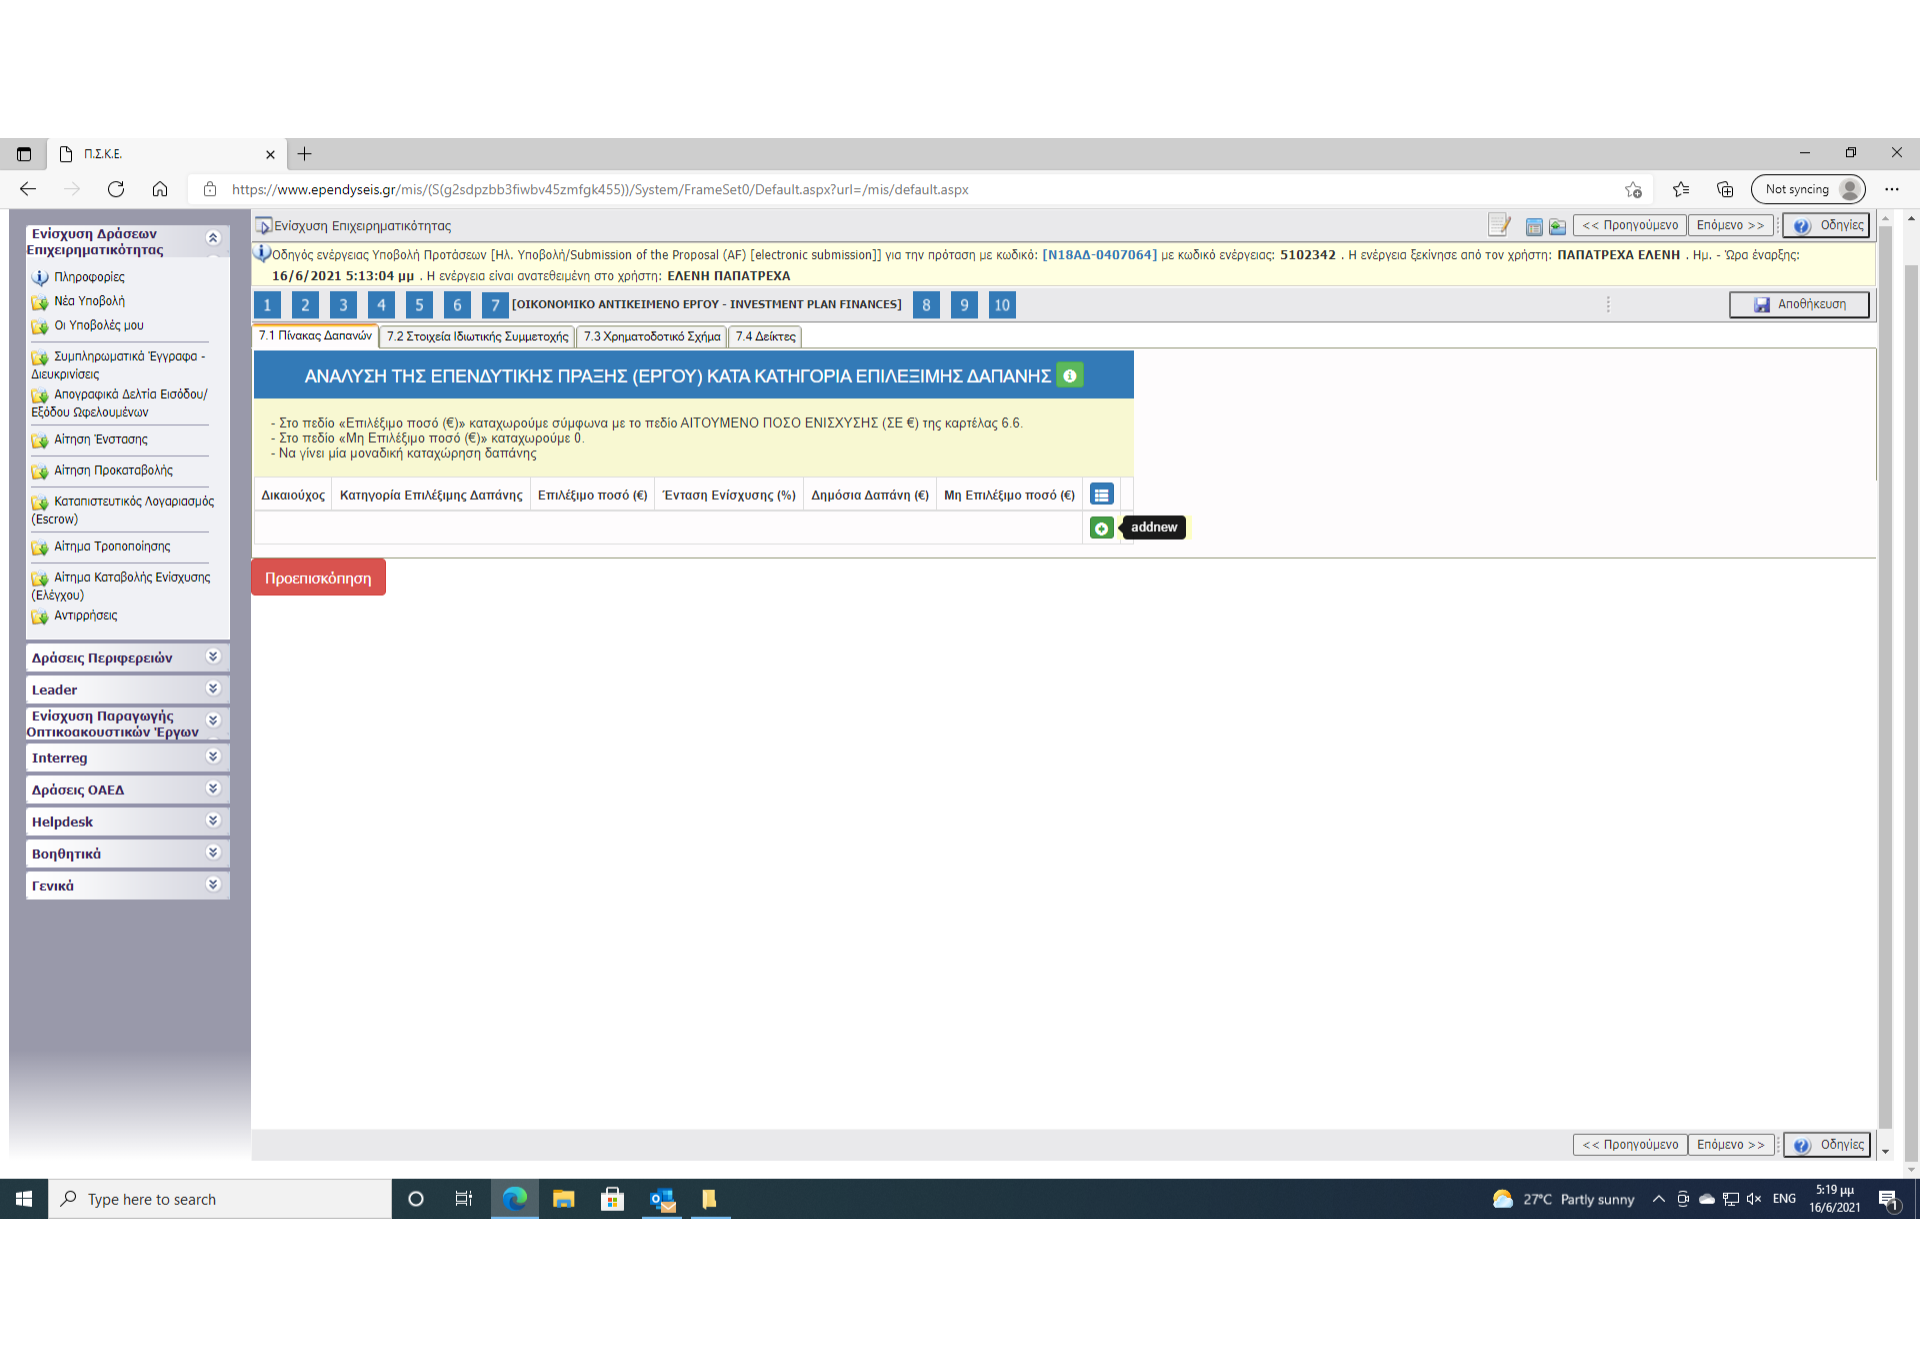 Π.Σ.Κ.Ε.
https://www.ependyseis.gr/mis/(S(g2sdpzbb3fiwbv45zmfgk455))/System/FrameSet0/Default.aspx?url=/mis/default.aspx
Not syncing
Ενίσχυση Δράσεων
Επιχειρηματικότητας
Πληροφορίες
Νέα Υποβολή
Οι Υποβολές μου
Συμπληρωματικά Έγγραφα -
Διευκρινίσεις
Απογραφικά Δελτία Εισόδου/
Εξόδου Ωφελουμένων
Αίτηση Ένστασης
Αίτηση Προκαταβολής
Καταπιστευτικός Λογαριασμός
(Escrow)
Αίτημα Τροποποίησης
Αίτημα Καταβολής Ενίσχυσης
(Ελέγχου)
Αντιρρήσεις
Δράσεις Περιφερειών
Leader
Ενίσχυση Παραγωγής
Οπτικοακουστικών Έργων
Interreg
Δράσεις ΟΑΕΔ
Helpdesk
Βοηθητικά
Γενικά
Ενίσχυση Επιχειρηματικότητας
<< Προηγούμενο Επόμενο >> Οδηγίες
Οδηγός ενέργειας Υποβολή Προτάσεων [Ηλ. Υποβολή/Submission of the Proposal (AF) [electronic submission]] για την πρόταση με κωδικό: [Ν18ΑΔ-0407064] με κωδικό ενέργειας: 5102342 . Η ενέργεια ξεκίνησε από τον χρήστη: ΠΑΠΑΤΡΕΧΑ ΕΛΕΝΗ . Ημ. - Ώρα έναρξης:
16/6/2021 5:13:04 μμ . Η ενέργεια είναι ανατεθειμένη στο χρήστη: ΕΛΕΝΗ ΠΑΠΑΤΡΕΧΑ
1 2 3 4 5 6 7 [ΟΙΚΟΝΟΜΙΚΟ ΑΝΤΙΚΕΙΜΕΝΟ ΕΡΓΟΥ - INVESTMENT PLAN FINANCES] 8 9 10 Αποθήκευση
7.1 Πίνακας Δαπανών 7.2 Στοιχεία Ιδιωτικής Συμμετοχής 7.3 Χρηματοδοτικό Σχήμα 7.4 Δείκτες
ΑΝΑΛΥΣΗ ΤΗΣ ΕΠΕΝΔΥΤΙΚΗΣ ΠΡΑΞΗΣ (ΕΡΓΟΥ) ΚΑΤΑ ΚΑΤΗΓΟΡΙΑ ΕΠΙΛΕΞΙΜΗΣ ΔΑΠΑΝΗΣ
- Στο πεδίο «Επιλέξιμο ποσό (€)» καταχωρούμε σύμφωνα με το πεδίο ΑΙΤΟΥΜΕΝΟ ΠΟΣΟ ΕΝΙΣΧΥΣΗΣ (ΣΕ €) της καρτέλας 6.6.
- Στο πεδίο «Μη Επιλέξιμο ποσό (€)» καταχωρούμε 0.
- Να γίνει μία μοναδική καταχώρηση δαπάνης
Δικαιούχος Κατηγορία Επιλέξιμης Δαπάνης Επιλέξιμο ποσό (€) Ένταση Ενίσχυσης (%) Δημόσια Δαπάνη (€) Μη Επιλέξιμο ποσό (€)
addnew
Προεπισκόπηση
<< Προηγούμενο Επόμενο >> Οδηγίες
Type here to search
27°C Partly sunny ENG
5:19 μμ
16/6/2021
1